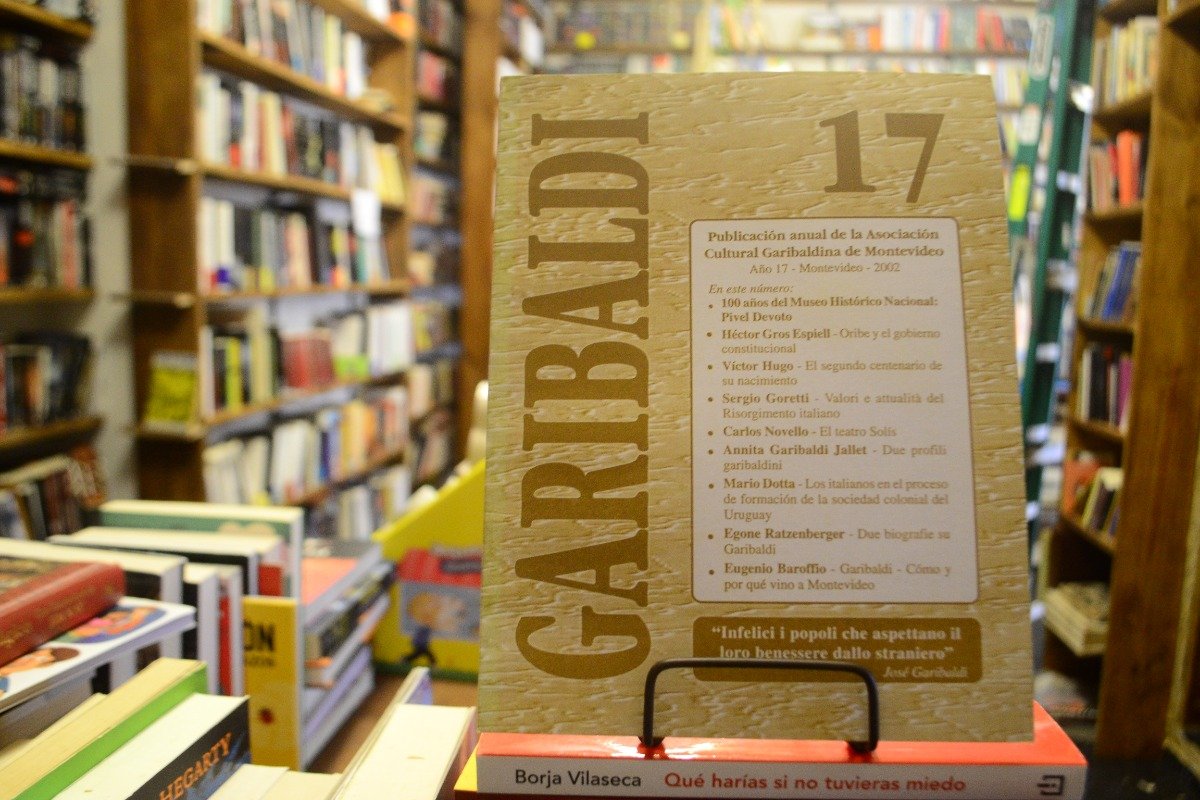 GARIBALDI
17
Publicación anual de la Asociación
Cultural Garibaldina de Montevideo
Año 17 - Montevideo - 2002
En este número:
• 100 años del Museo Histórico Nacional:
Pivel Devoto
• Héctor Gros Espiell - Oribe y el gobierno
constitucional
• Víctor Hugo - El segundo centenario de
su nacimiento
• Sergio Goretti - Valori e attualità del
Risorgimento italiano
• Carlos Novello - El teatro Solís
• Annita Garibaldi Jallet - Due profili
garibaldini
• Mario Dotta - Los italianos en el proceso
de formación de la sociedad colonial del
Uruguay
• Egone Ratzenberger - Due biografie su
Garibaldi
• Eugenio Baroffio - Garibaldi - Cómo y
por qué vino a Montevideo
“Infelici i popoli che aspettano il
loro benessere dallo straniero”
José Garibaldi
Borja Vilaseca Qué harías si no tuvieras miedo
HEGARTY